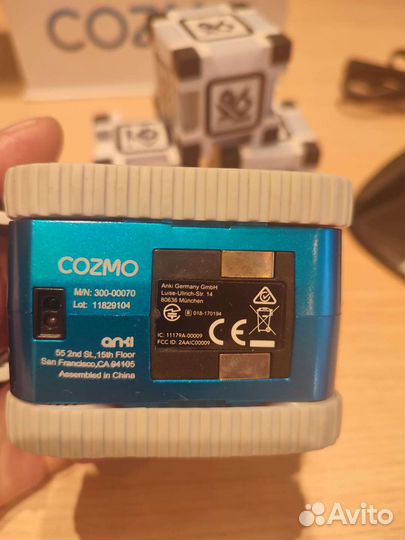 COZMO
COZMO
M/N: 300-00070
Lot: 11829104
anki
55 2nd St., 15th Floor
San Francisco, CA 94105
Assembled in China
Anki Germany GmbH
Luise-Ullrich-Str. 14
80636 München
018-170194
CE
IC: 11179A-00009
FCC ID: 2AAIC00009
Avito